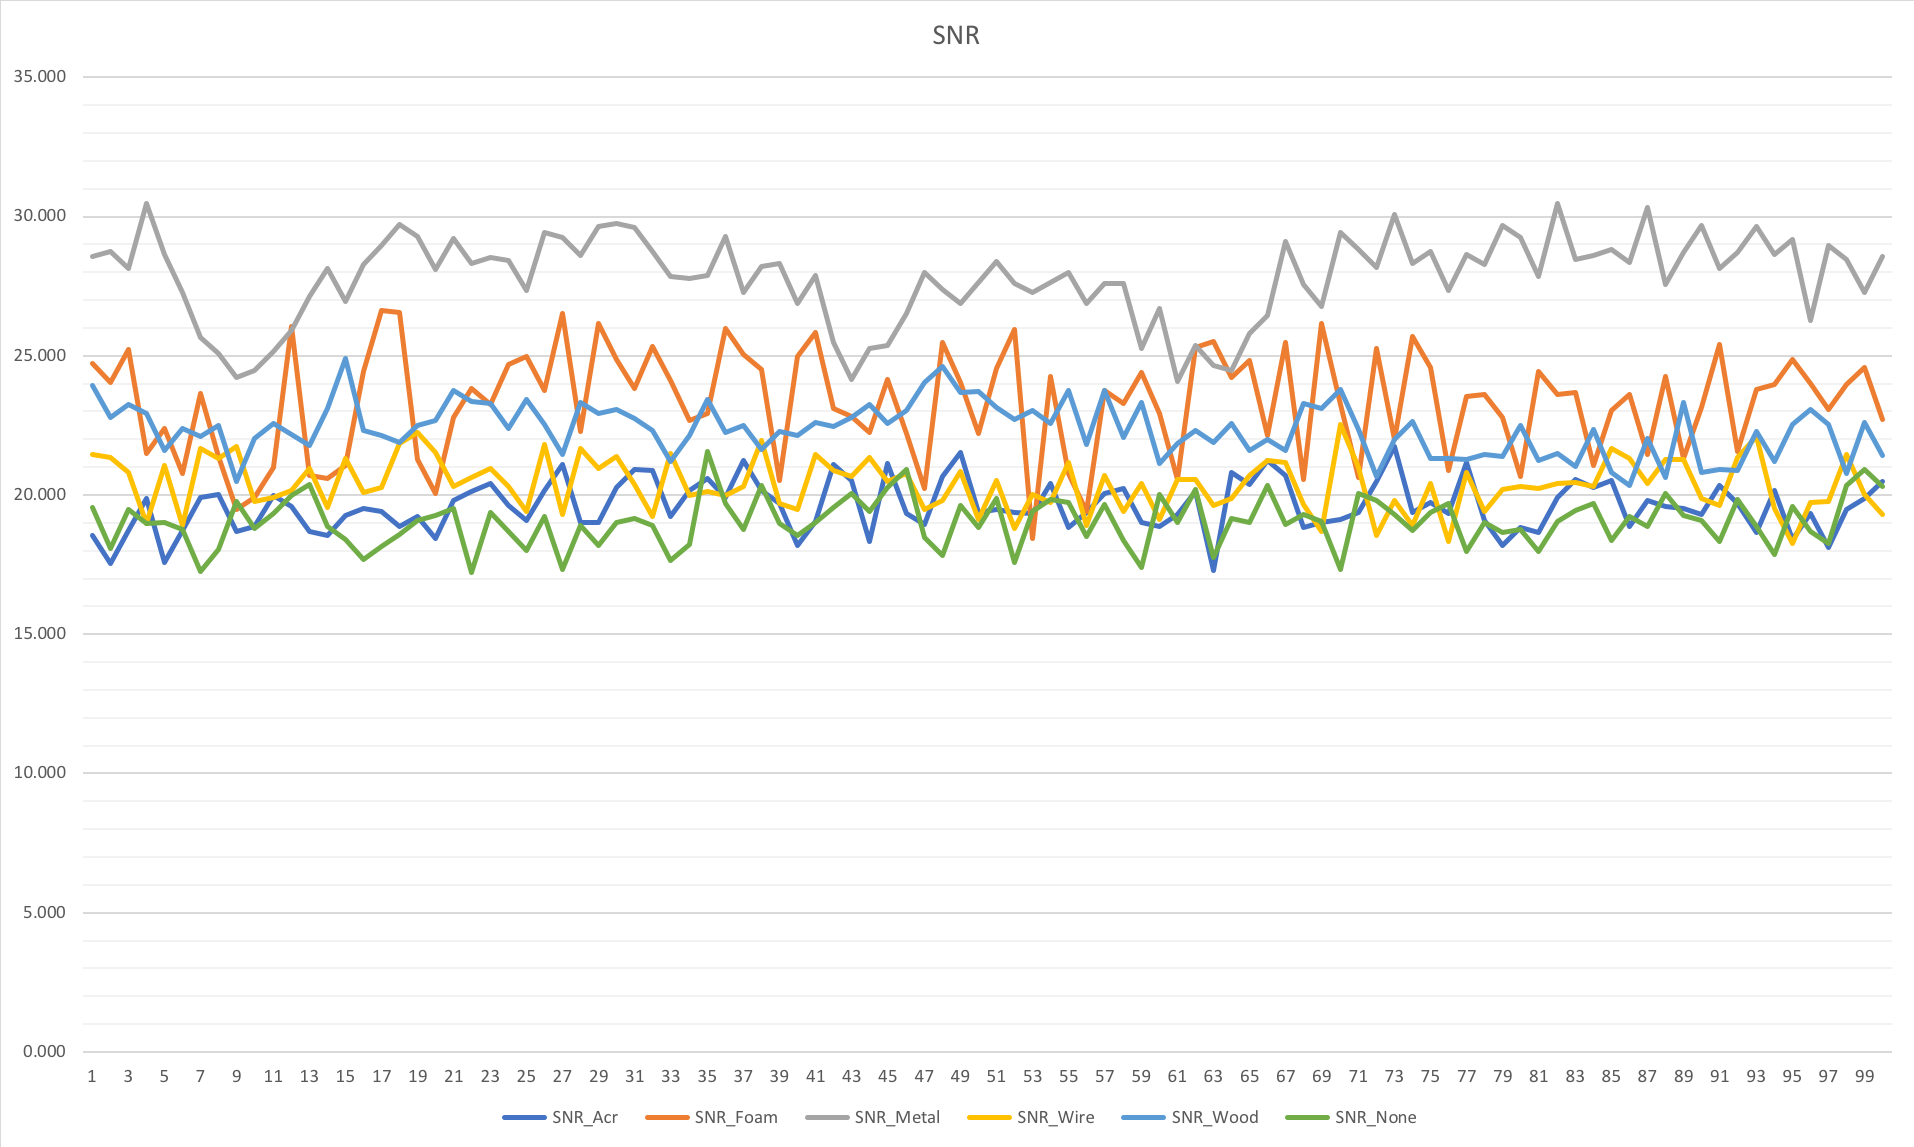 SNR
35.000
30.000
25.000
20.000
15.000
10.000
5.000
0.000
1 3 5 7 9 11 13 15 17 19 21 23 25 27 29 31 33 35 37 39 41 43 45 47 49 51 53 55 57 59 61 63 65 67 69 71 73 75 77 79 81 83 85 87 89 91 93 95 97 99
SNR_Acr SNR_Foam SNR_Metal SNR_Wire SNR_Wood SNR_None